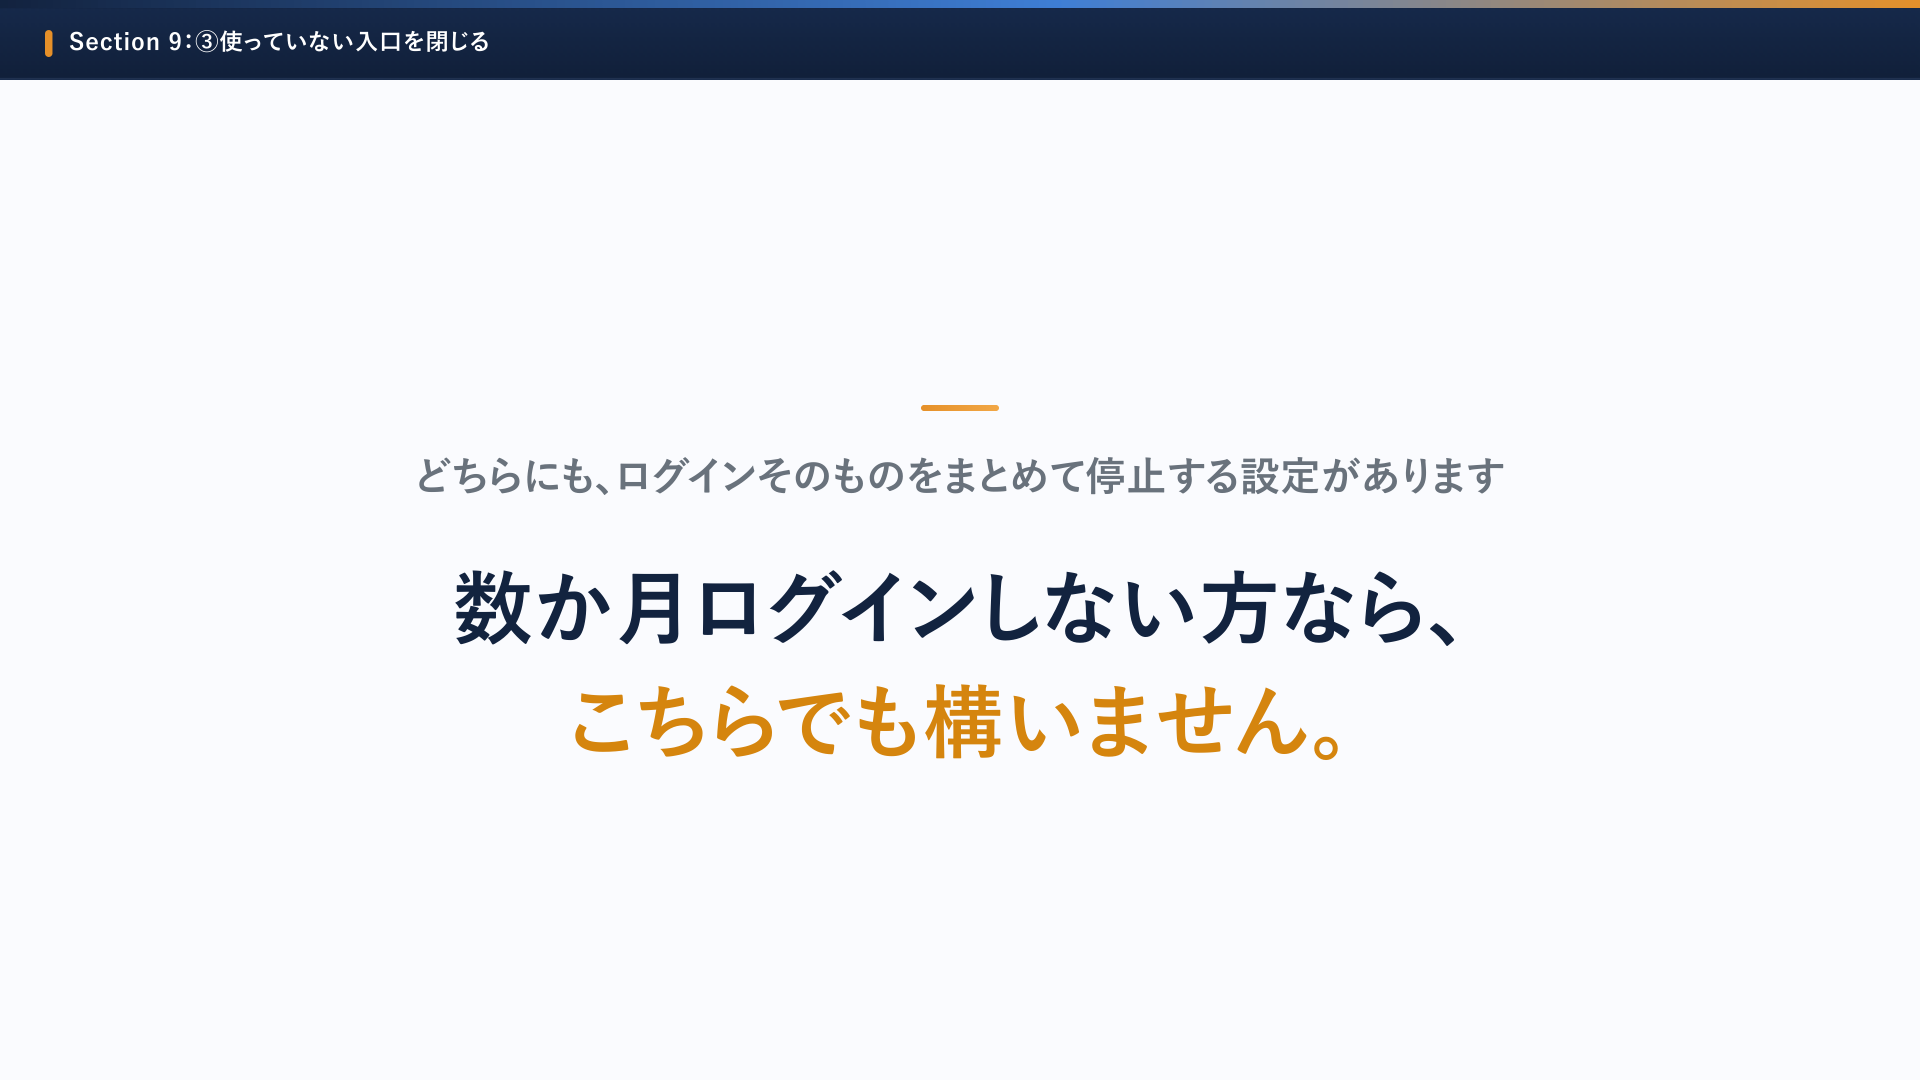 Section 9：③使っていない入口を閉じる
どちらにも、ログインそのものをまとめて停止する設定があります
数か月ログインしない方なら、
こちらでも構いません。